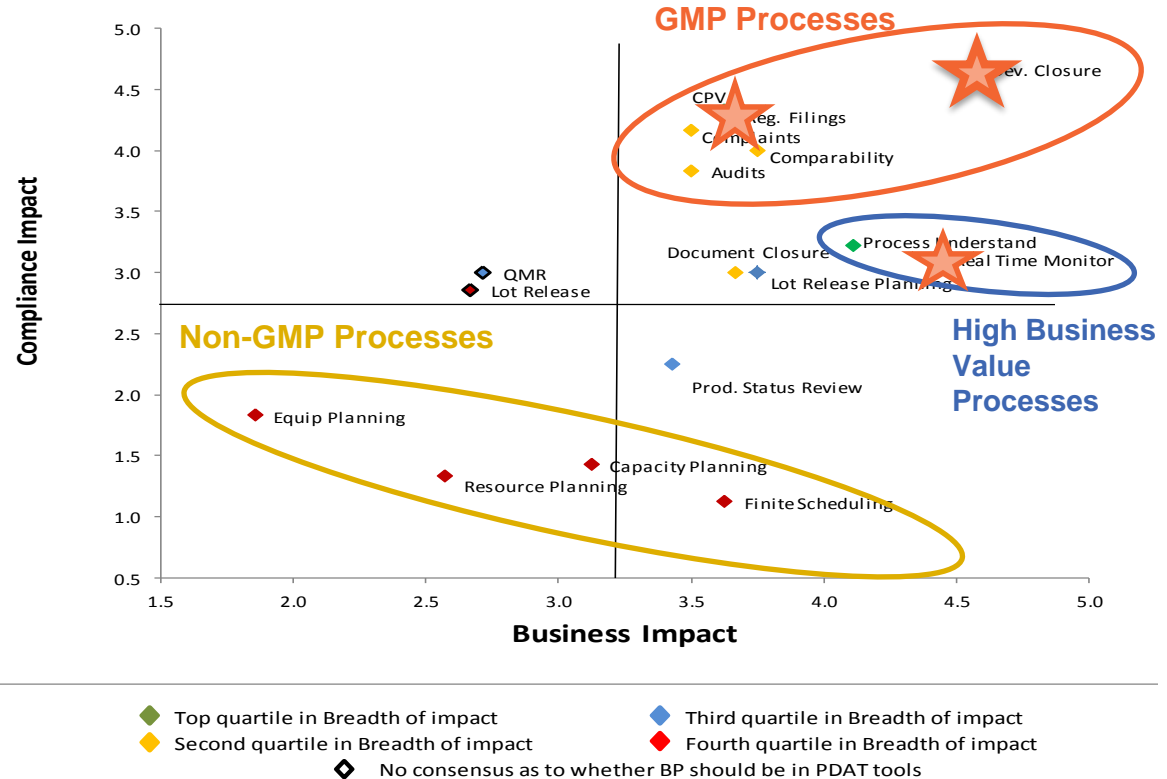 GMP Processes
5.0
ev. Closure
4.5
CPV
eg. Filings
Complaints
4.0
Comparability
Audits
3.5
Process Understand
Document Closure
Real Time Monitor
3.0
QMR
Lot Release Planning
Lot Release
Compliance Impact
2.5
Non-GMP Processes
High Business
Value
Processes
Prod. Status Review
2.0
Equip Planning
1.5
Capacity Planning
Resource Planning
Finite Scheduling
1.0
0.5
1.5
2.0
2.5
3.0
3.5
4.0
4.5
5.0
Business Impact
Top quartile in Breadth of impact
Third quartile in Breadth of impact
Second quartile in Breadth of impact
Fourth quartile in Breadth of impact
No consensus as to whether BP should be in PDAT tools